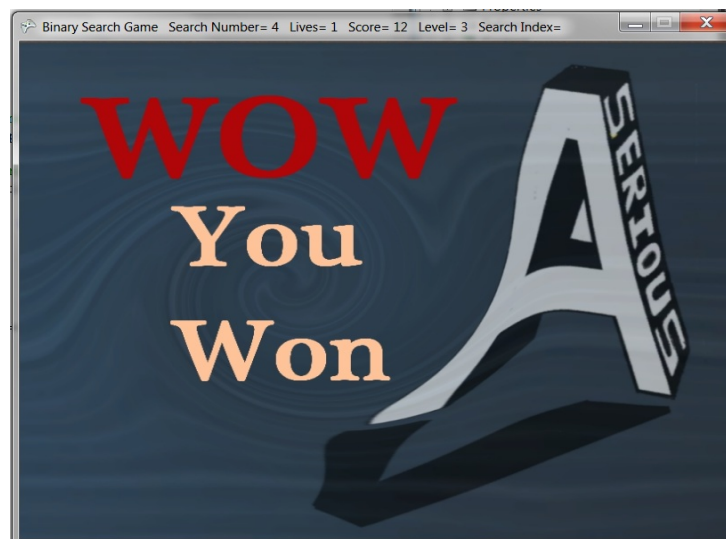 Binary Search Game Search Number= 4 Lives= 1 Score= 12 Level= 3 Search Index=
WOW
You
Won
A
SERIOUS